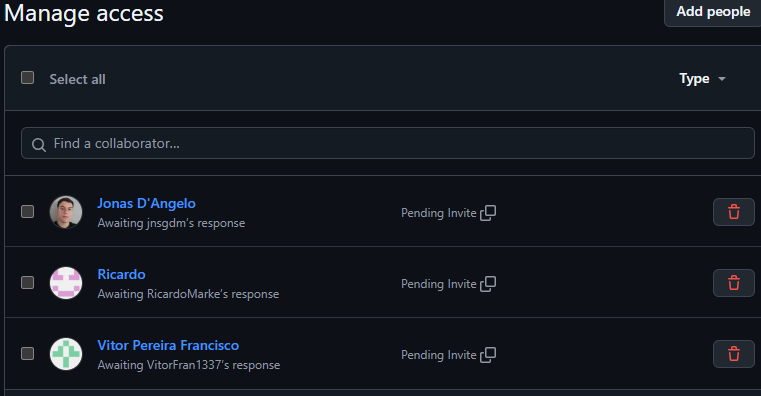 Manage access
Add people
Select all
Type
Find a collaborator...
Jonas D'Angelo
Awaiting jnsgdm's response
Pending Invite
Ricardo
Awaiting RicardoMarke's response
Pending Invite
Vitor Pereira Francisco
Awaiting VitorFran1337's response
Pending Invite